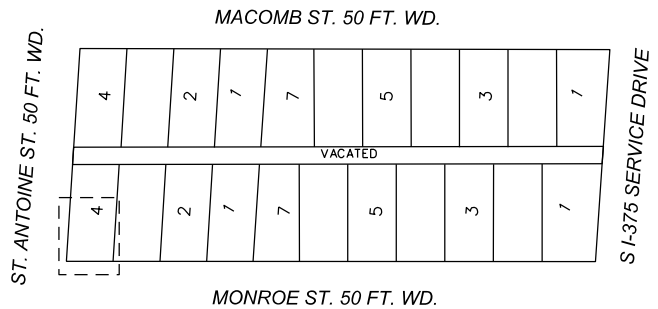 MACOMB ST. 50 FT. WD.
ST. ANTOINE ST. 50 FT. WD.
4 2 1 7 5 3 1
S I-375 SERVICE DRIVE
VACATED
4 2 1 7 5 3 1
MONROE ST. 50 FT. WD.